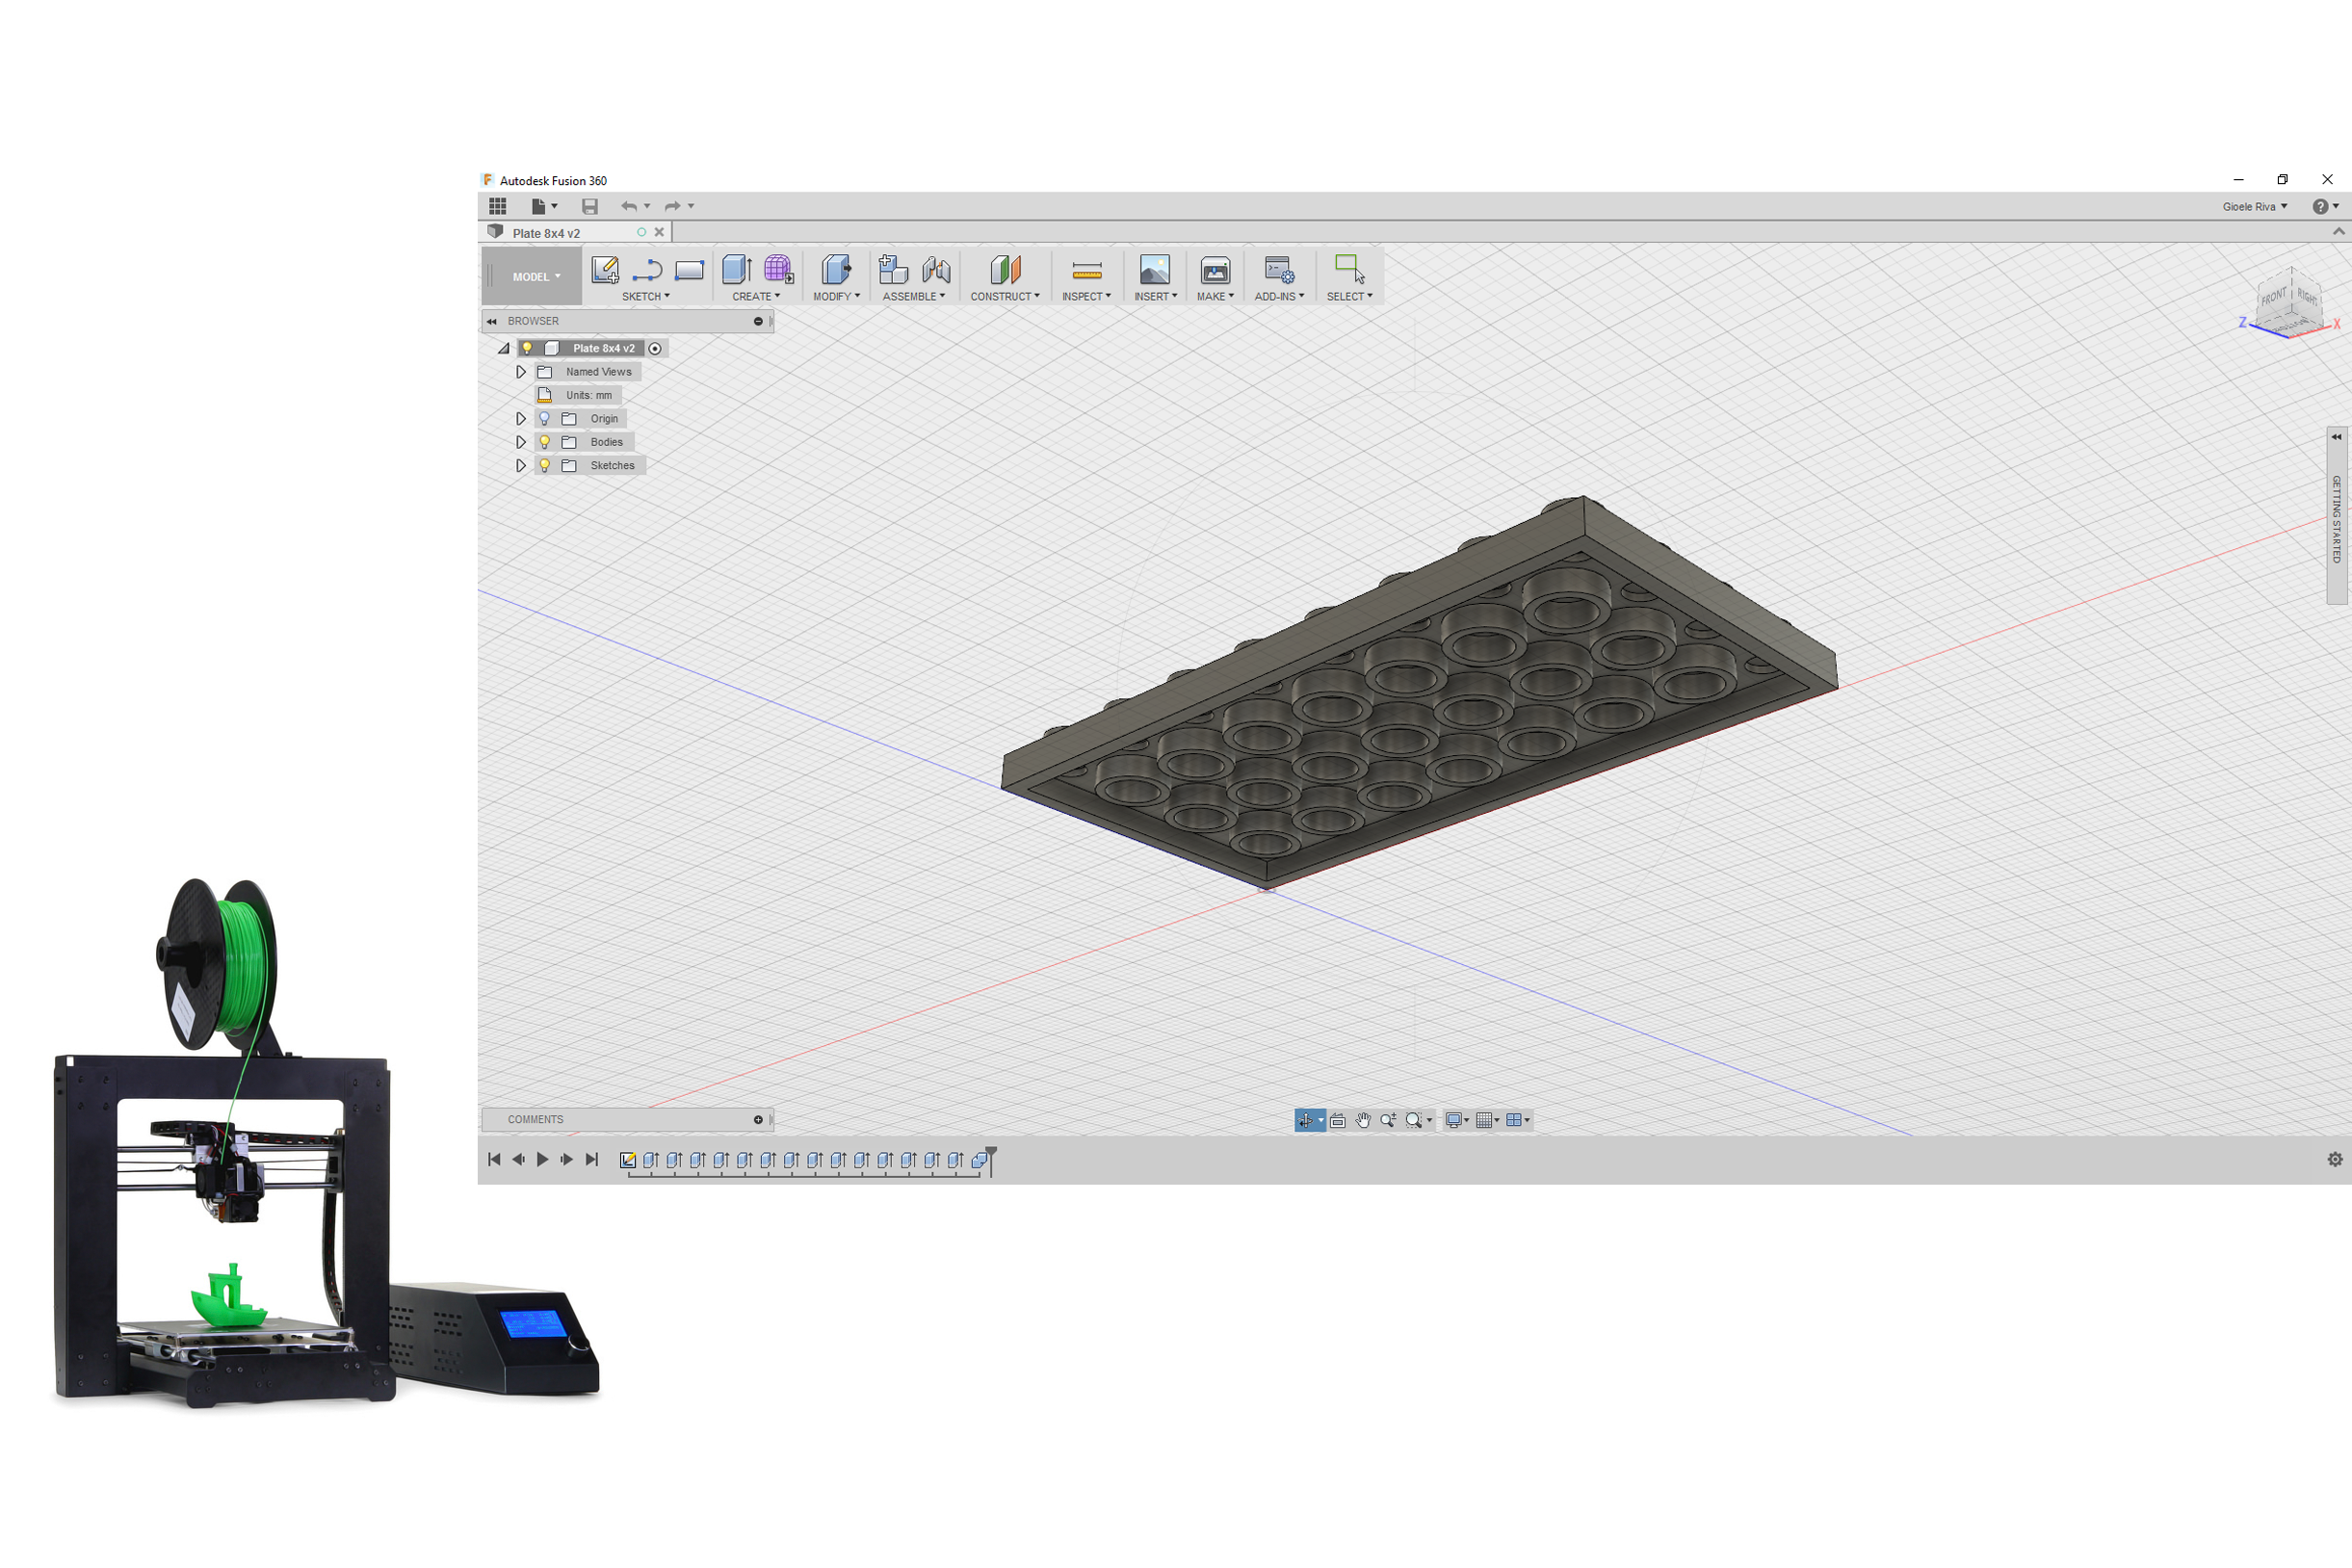 Autodesk Fusion 360
Gioele Riva
Plate 8x4 v2
MODEL
SKETCH
CREATE
MODIFY
ASSEMBLE
CONSTRUCT
INSPECT
INSERT
MAKE
ADD-INS
SELECT
FRONT
RIGHT
Z
X
BROWSER
Plate 8x4 v2
Named Views
Units: mm
Origin
Bodies
Sketches
GETTING STARTED
COMMENTS